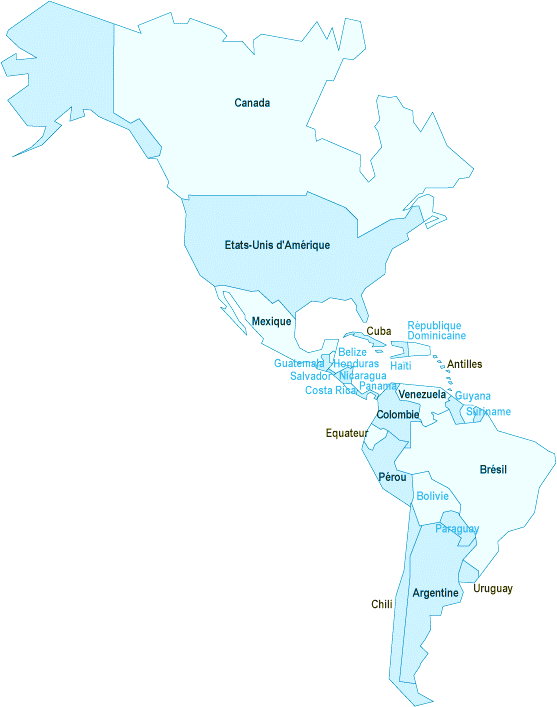 Canada
Etats-Unis d'Amérique
Mexique
Cuba
République
Dominicaine
Belize
Haïti
Antilles
Guatemala
Honduras
Salvador
Nicaragua
Costa Rica
Panama
Venezuela
Guyana
Suriname
Colombie
Equateur
Pérou
Brésil
Bolivie
Paraguay
Uruguay
Chili
Argentine